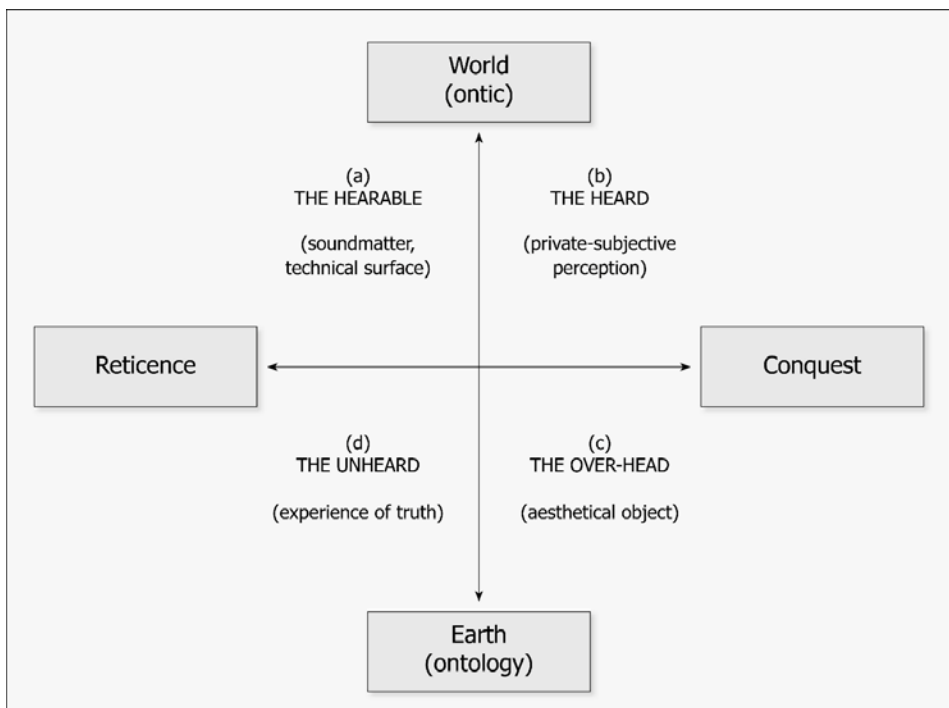 World
(ontic)
(a)
THE HEARABLE
(soundmatter,
technical surface)
(b)
THE HEARD
(private-subjective
perception)
Reticence
Conquest
(d)
THE UNHEARD
(experience of truth)
(c)
THE OVER-HEAD
(aesthetical object)
Earth
(ontology)